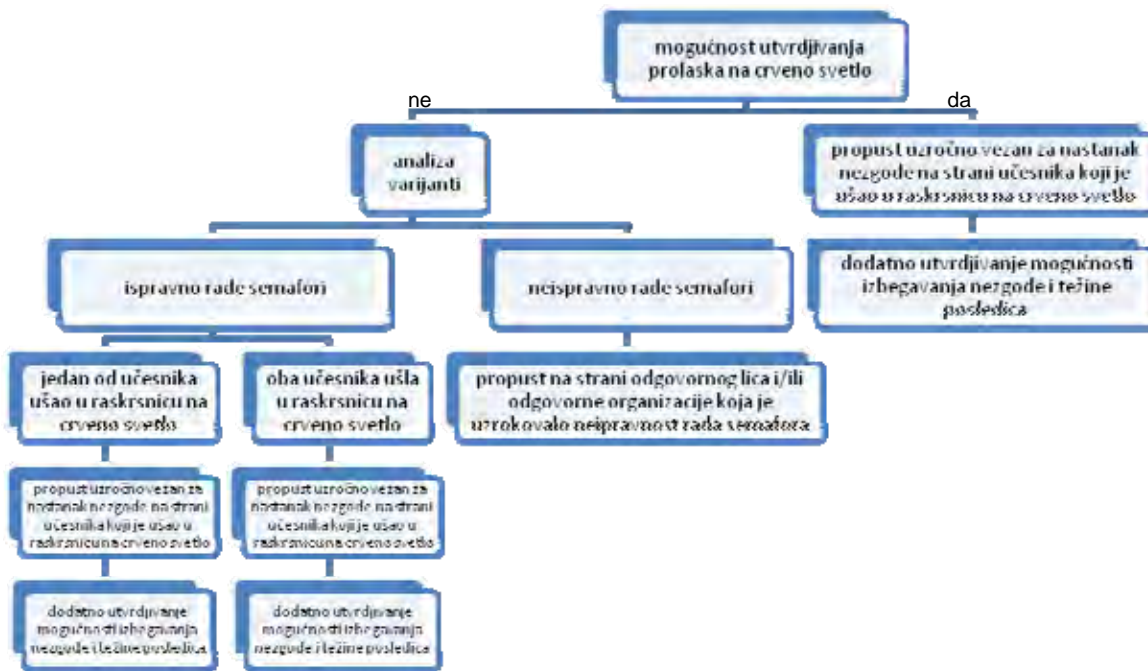 mogućnost utvrdjivanja
prolaska na crveno svetlo
ne
da
analiza
varijanti
propust uzročno vezan za nastanak
nezgode na strani učesnika koji je
ušao u raskrsnicu na crveno svetlo
ispravno rade semafori
neispravno rade semafori
dodatno utvrdjivanje mogućnosti
izbegavanja nezgode i težine
posledica
jedan od učesnika
ušao u raskrsnicu na
crveno svetlo
oba učesnika ušla
u raskrsnicu na
crveno svetlo
propust na strani odgovornog lica i/ili
odgovorne organizacije koja je
uzrokovalo neipravnost rada semafora
propust uzročno vezan za
nastanak nezgode na strani
učesnika koji je ušao u
raskrsnicu na crveno svetlo
propust uzročno vezan za
nastanak nezgode na strani
učesnika koji je ušao u
raskrsnicu na crveno svetlo
dodatno utvrdjivanje
mogućnosti izbegavanja
nezgode i težine posledica
dodatno utvrdjivanje
mogućnosti izbegavanja
nezgode i težine posledica